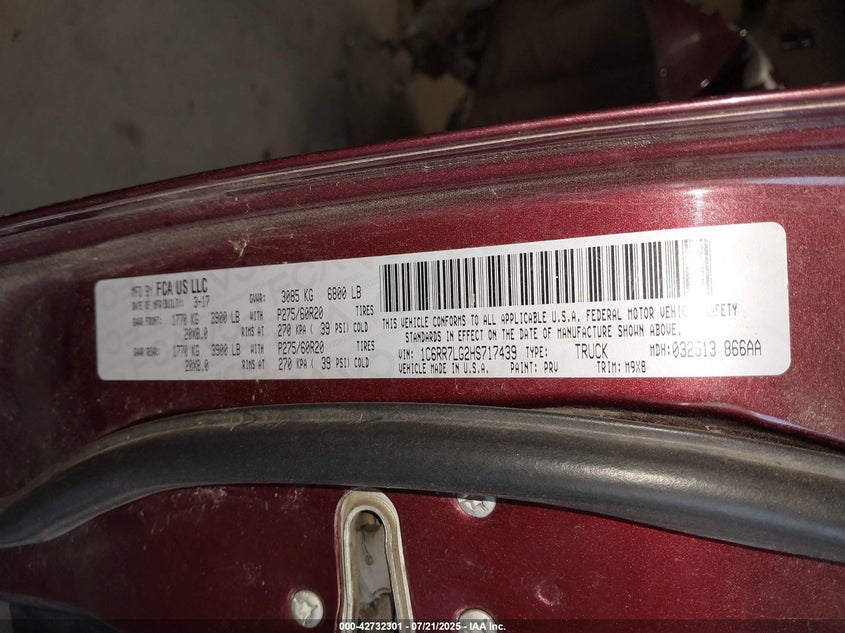 MFD BY FCA US LLC
DATE OF MFR(BUILT): 3-17 GVWR: 3085 KG 6800 LB
GAWR FRONT: 1770 KG 3900 LB WITH P275/60R20 TIRES
20X8.0 RIMS AT 270 KPA ( 39 PSI) COLD
GAWR REAR: 1770 KG 3900 LB WITH P275/60R20 TIRES
20X8.0 RIMS AT 270 KPA ( 39 PSI) COLD
THIS VEHICLE CONFORMS TO ALL APPLICABLE U.S.A. FEDERAL MOTOR VEHICLE SAFETY
STANDARDS IN EFFECT ON THE DATE OF MANUFACTURE SHOWN ABOVE.
VIN: 1C6RR7LG2HS717439 TYPE: TRUCK MDH: 032513 866AA
VEHICLE MADE IN U.S.A. PAINT: PRV TRIM: M9X8
000-42732301 - 07/21/2025 - IAA Inc.